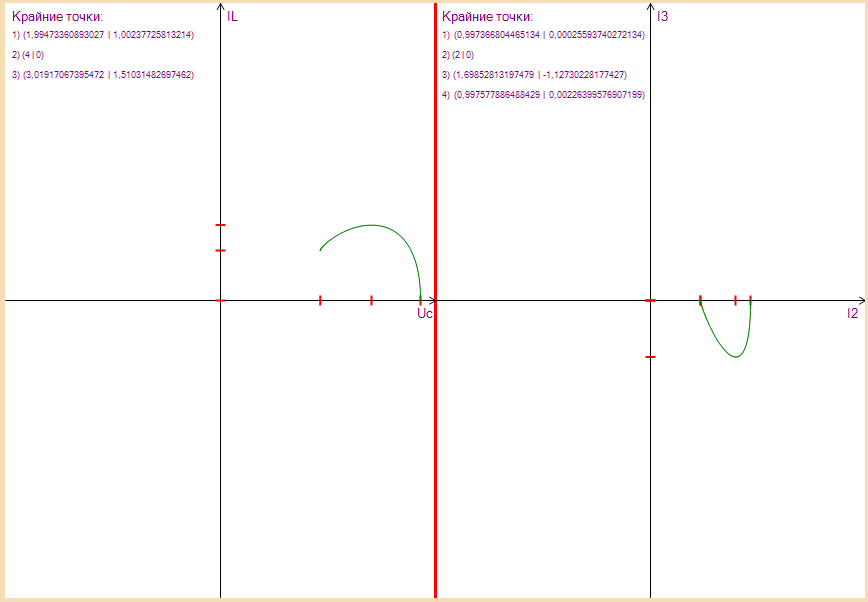 Крайние точки:
1) (1,99473360893027 | 1,00237725813214)
2) (4 | 0)
3) (3,01917067395472 | 1,51031482697462)
IL
Uc
Крайние точки:
1) (0,997366804465134 | 0,00025593740272134)
2) (2 | 0)
3) (1,69852813197479 | -1,12730228177427)
4) (0,997577886488429 | 0,00226399576907199)
I3
I2